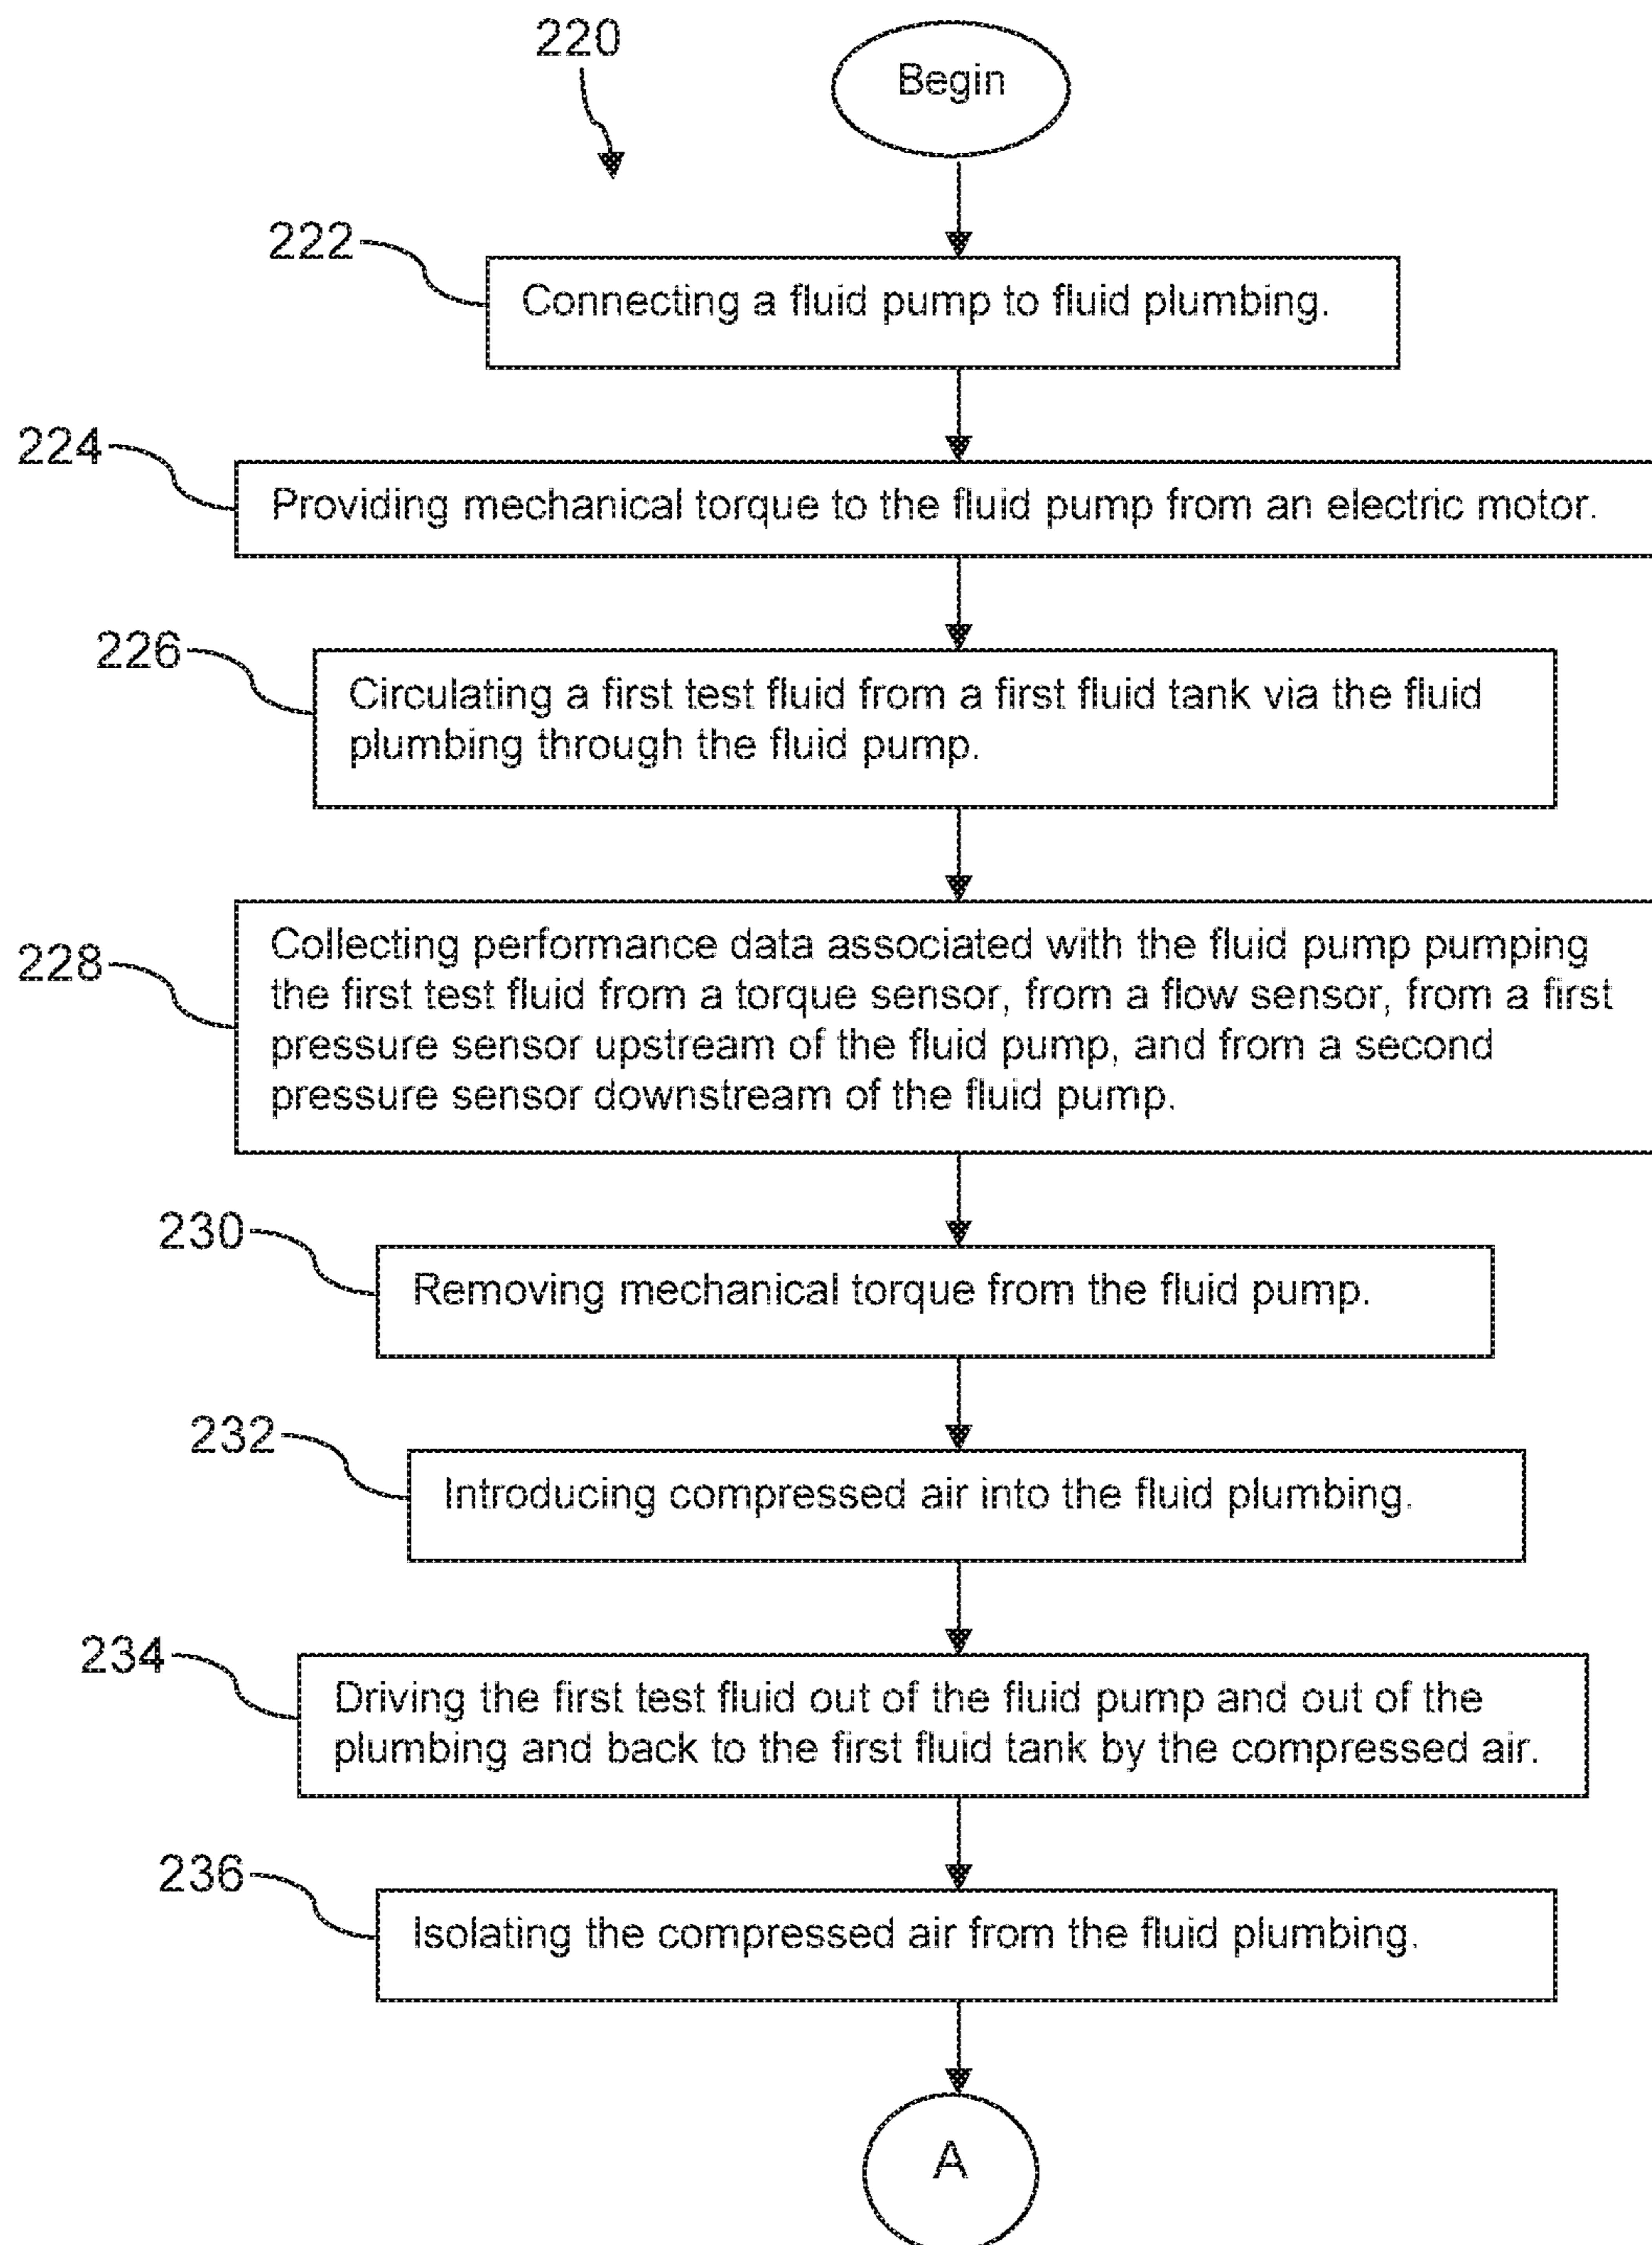 220
Begin
222
Connecting a fluid pump to fluid plumbing.
224
Providing mechanical torque to the fluid pump from an electric motor.
226
Circulating a first test fluid from a first fluid tank via the fluid
plumbing through the fluid pump.
228
Collecting performance data associated with the fluid pump pumping
the first test fluid from a torque sensor, from a flow sensor, from a first
pressure sensor upstream of the fluid pump, and from a second
pressure sensor downstream of the fluid pump.
230
Removing mechanical torque from the fluid pump.
232
Introducing compressed air into the fluid plumbing.
234
Driving the first test fluid out of the fluid pump and out of the
plumbing and back to the first fluid tank by the compressed air.
236
Isolating the compressed air from the fluid plumbing.
A